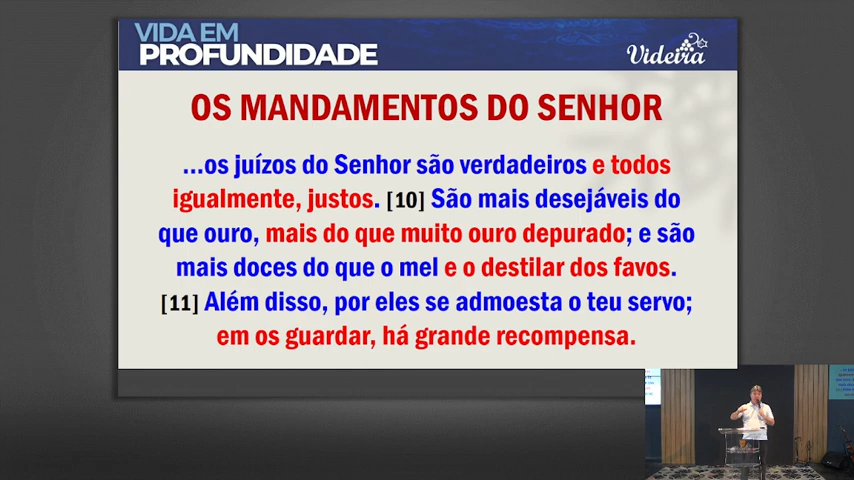 VIDA EM
PROFUNDIDADE
Videira
OS MANDAMENTOS DO SENHOR
...os juízos do Senhor são verdadeiros e todos
igualmente, justos. [10] São mais desejáveis do
que ouro, mais do que muito ouro depurado; e são
mais doces do que o mel e o destilar dos favos.
[11] Além disso, por eles se admoesta o teu servo;
em os guardar, há grande recompensa.